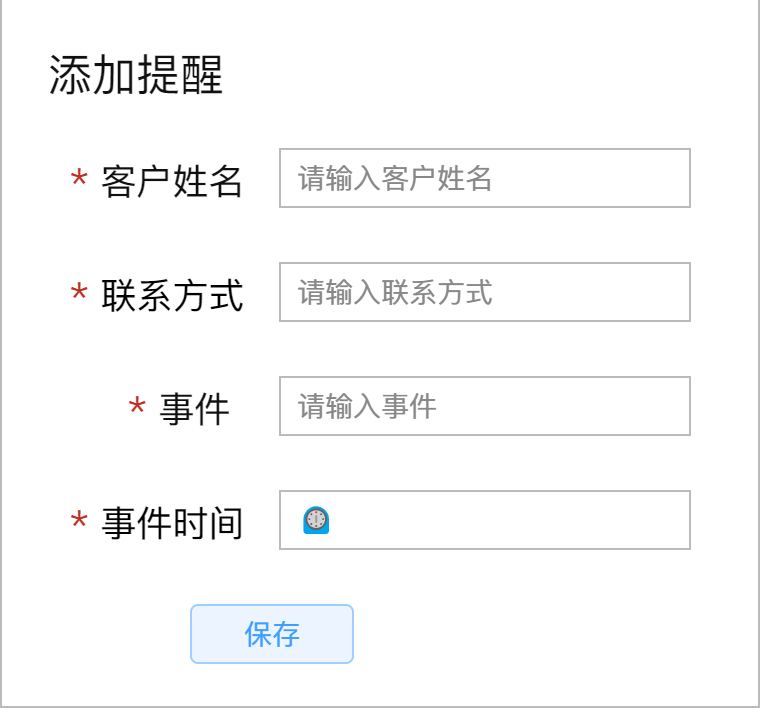 添加提醒
* 客户姓名 请输入客户姓名
* 联系方式 请输入联系方式
* 事件 请输入事件
* 事件时间
保存